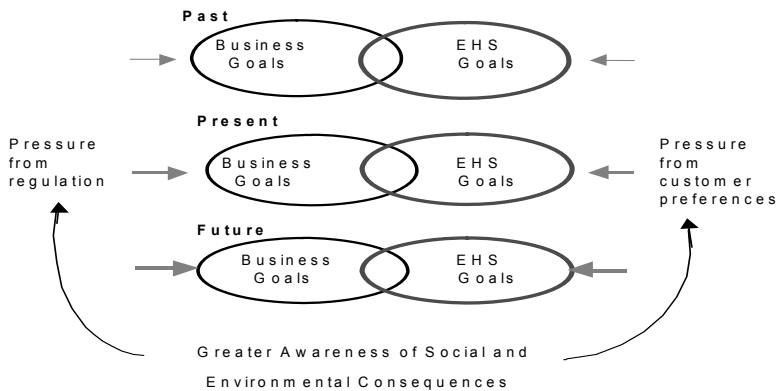 Past
Business
Goals
EHS
Goals
Present
Pressure
from
regulation
Business
Goals
EHS
Goals
Pressure
from
customer
preferences
Future
Business
Goals
EHS
Goals
Greater Awareness of Social and
Environmental Consequences